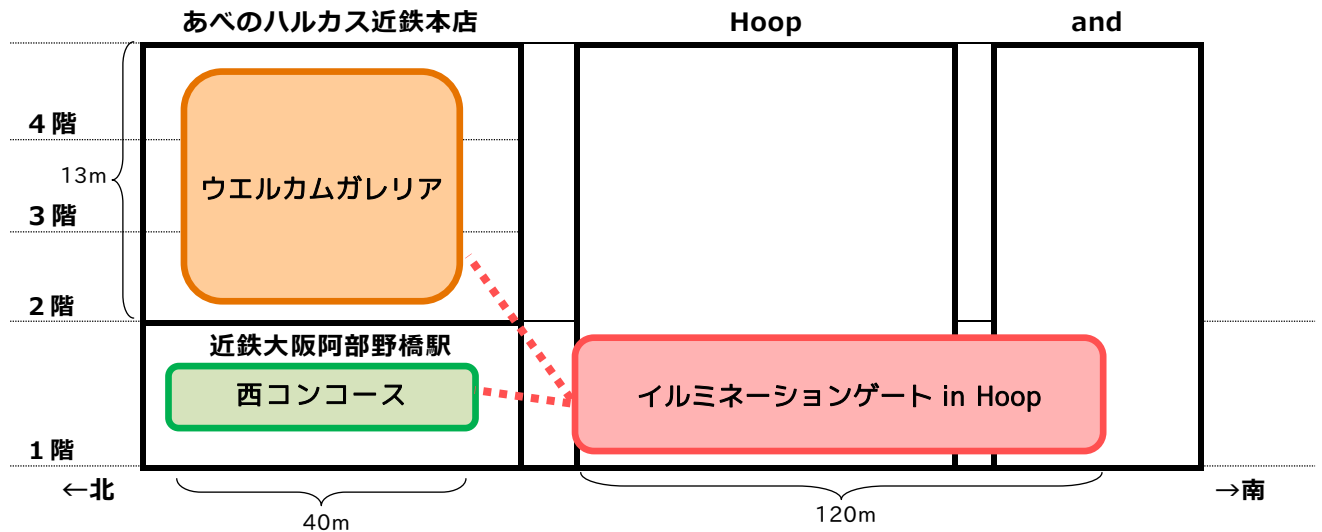 あべのハルカス近鉄本店
Hoop
and
4階
13m
ウエルカムガレリア
3階
2階
近鉄大阪阿部野橋駅
西コンコース
イルミネーションゲート in Hoop
1階
←北
→南
40m
120m